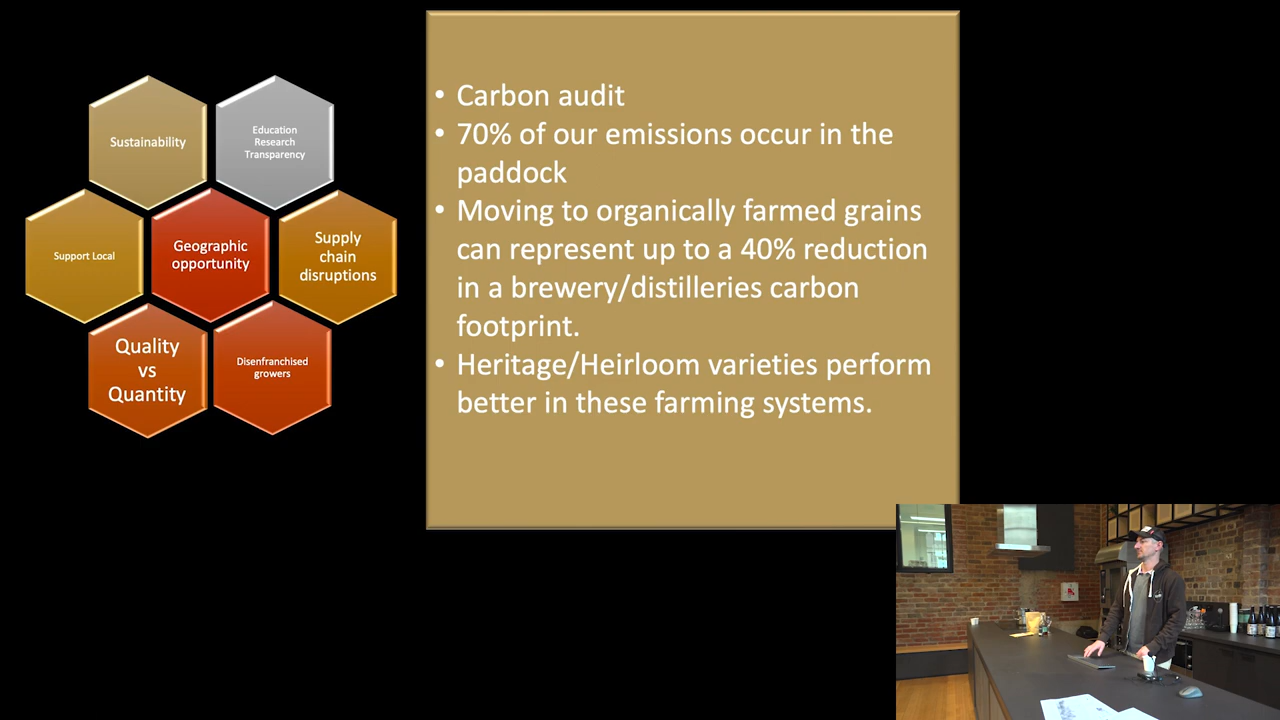 Sustainability
Education
Research
Transparency
Support Local
Geographic
opportunity
Supply
chain
disruptions
Quality
vs
Quantity
Disenfranchised
growers
• Carbon audit
• 70% of our emissions occur in the
paddock
• Moving to organically farmed grains
can represent up to a 40% reduction
in a brewery/distilleries carbon
footprint.
• Heritage/Heirloom varieties perform
better in these farming systems.